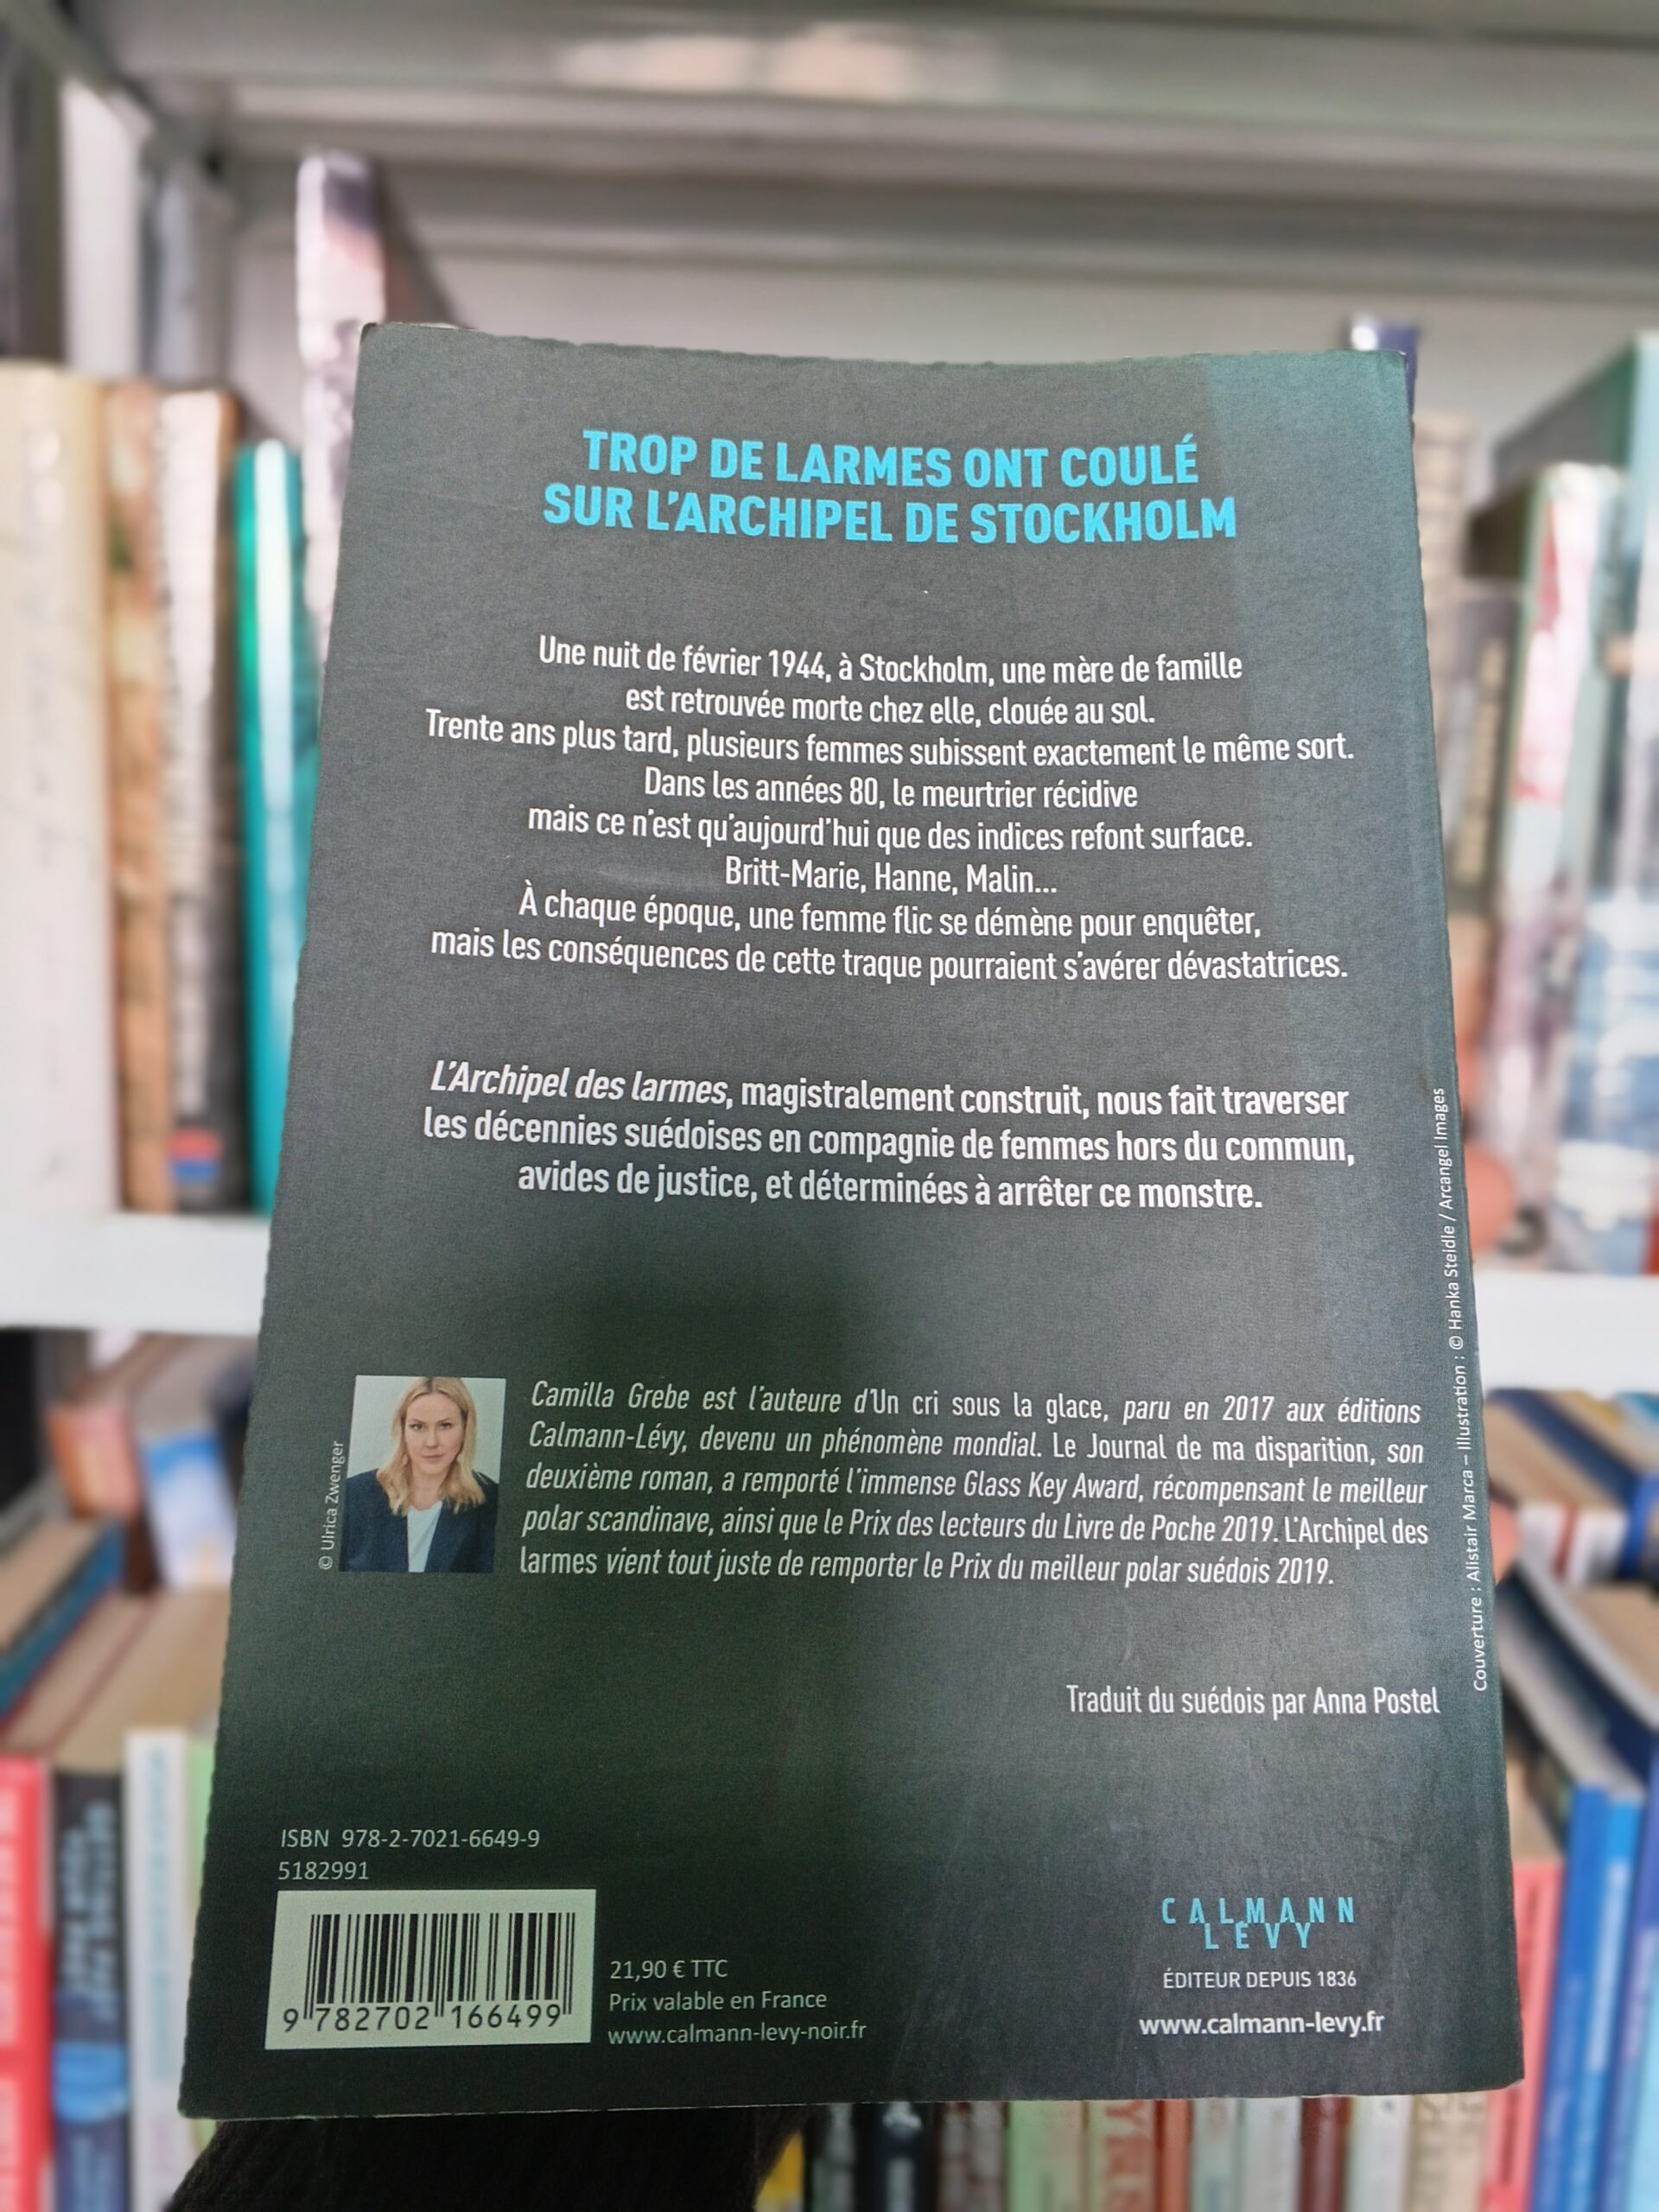 TROP DE LARMES ONT COULÉ
SUR L'ARCHIPEL DE STOCKHOLM
Une nuit de février 1944, à Stockholm, une mère de famille
est retrouvée morte chez elle, clouée au sol.
Trente ans plus tard, plusieurs femmes subissent exactement le même sort.
Dans les années 80, le meurtrier récidive
mais ce n'est qu'aujourd'hui que des indices refont surface.
Britt-Marie, Hanne, Malin...
À chaque époque, une femme flic se démène pour enquêter,
mais les conséquences de cette traque pourraient s'avérer dévastatrices.
L'Archipel des larmes, magistralement construit, nous fait traverser
les décennies suédoises en compagnie de femmes hors du commun,
avides de justice, et déterminées à arrêter ce monstre.
Camilla Grebe est l'auteure d'Un cri sous la glace, paru en 2017 aux éditions
Calmann-Lévy, devenu un phénomène mondial. Le Journal de ma disparition, son
deuxième roman, a remporté l'immense Glass Key Award, récompensant le meilleur
polar scandinave, ainsi que le Prix des lecteurs du Livre de Poche 2019. L'Archipel des
larmes vient tout juste de remporter le Prix du meilleur polar suédois 2019.
© Ulrica Zwenger
Traduit du suédois par Anna Postel
Couverture : Alistair Marca – Illustration : © Hanka Steidle / Arcangel Images
ISBN 978-2-7021-6649-9
5182991
9 782702 166499
21,90 € TTC
Prix valable en France
www.calmann-levy-noir.fr
CALMANN
LÉVY
ÉDITEUR DEPUIS 1836
www.calmann-levy.fr